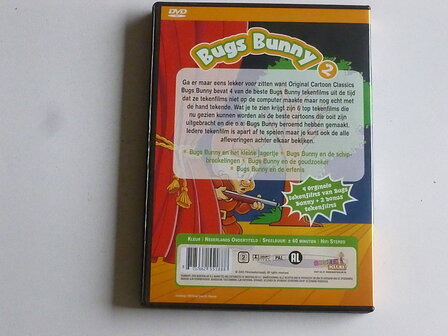 DVD
Bugs Bunny 2
Ga er maar eens lekker voor zitten want Original Cartoon Classics
Bugs Bunny bevat 4 van de beste Bugs Bunny tekenfilms uit de tijd
dat ze tekenfilms niet op de computer maakte maar nog echt met
de hand tekende. Wat je te zien krijgt zijn 6 top tekenfilms die
nu gezien kunnen worden als de beste cartoons die ooit zijn
uitgebracht en die o.a: Bugs Bunny beroemd hebben gemaakt.
Iedere tekenfilm is apart af te spelen maar je kunt ook de alle
afleveringen achter elkaar bekijken.
Bugs Bunny en het kleine jagertje • Bugs Bunny en de schip-
breukelingen • Bugs Bunny en de goudzoeker
Bugs Bunny en de erfenis
4 originele
tekenfilms van Bugs
Bunny + 2 bonus
tekenfilms
Kleur | Nederlands Ondertiteld | Speelduur: ± 60 minuten | Hifi Stereo
2
PAL
AL